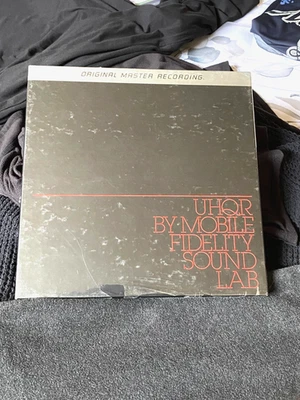 ORIGINAL MASTER RECORDING
UHQR
BY·MOBILE
FIDELITY
SOUND
LAB